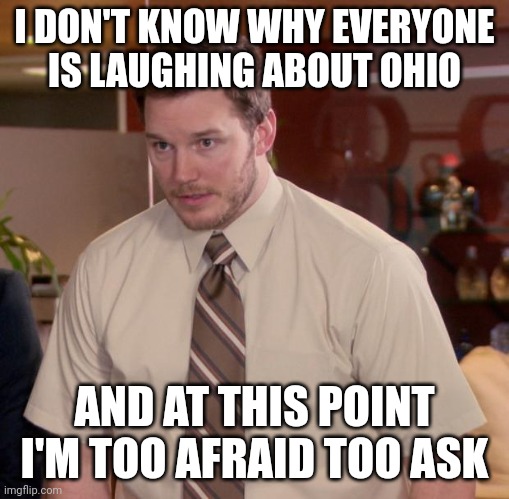 I DON'T KNOW WHY EVERYONE
IS LAUGHING ABOUT OHIO
AND AT THIS POINT
I'M TOO AFRAID TOO ASK
imgflip.com